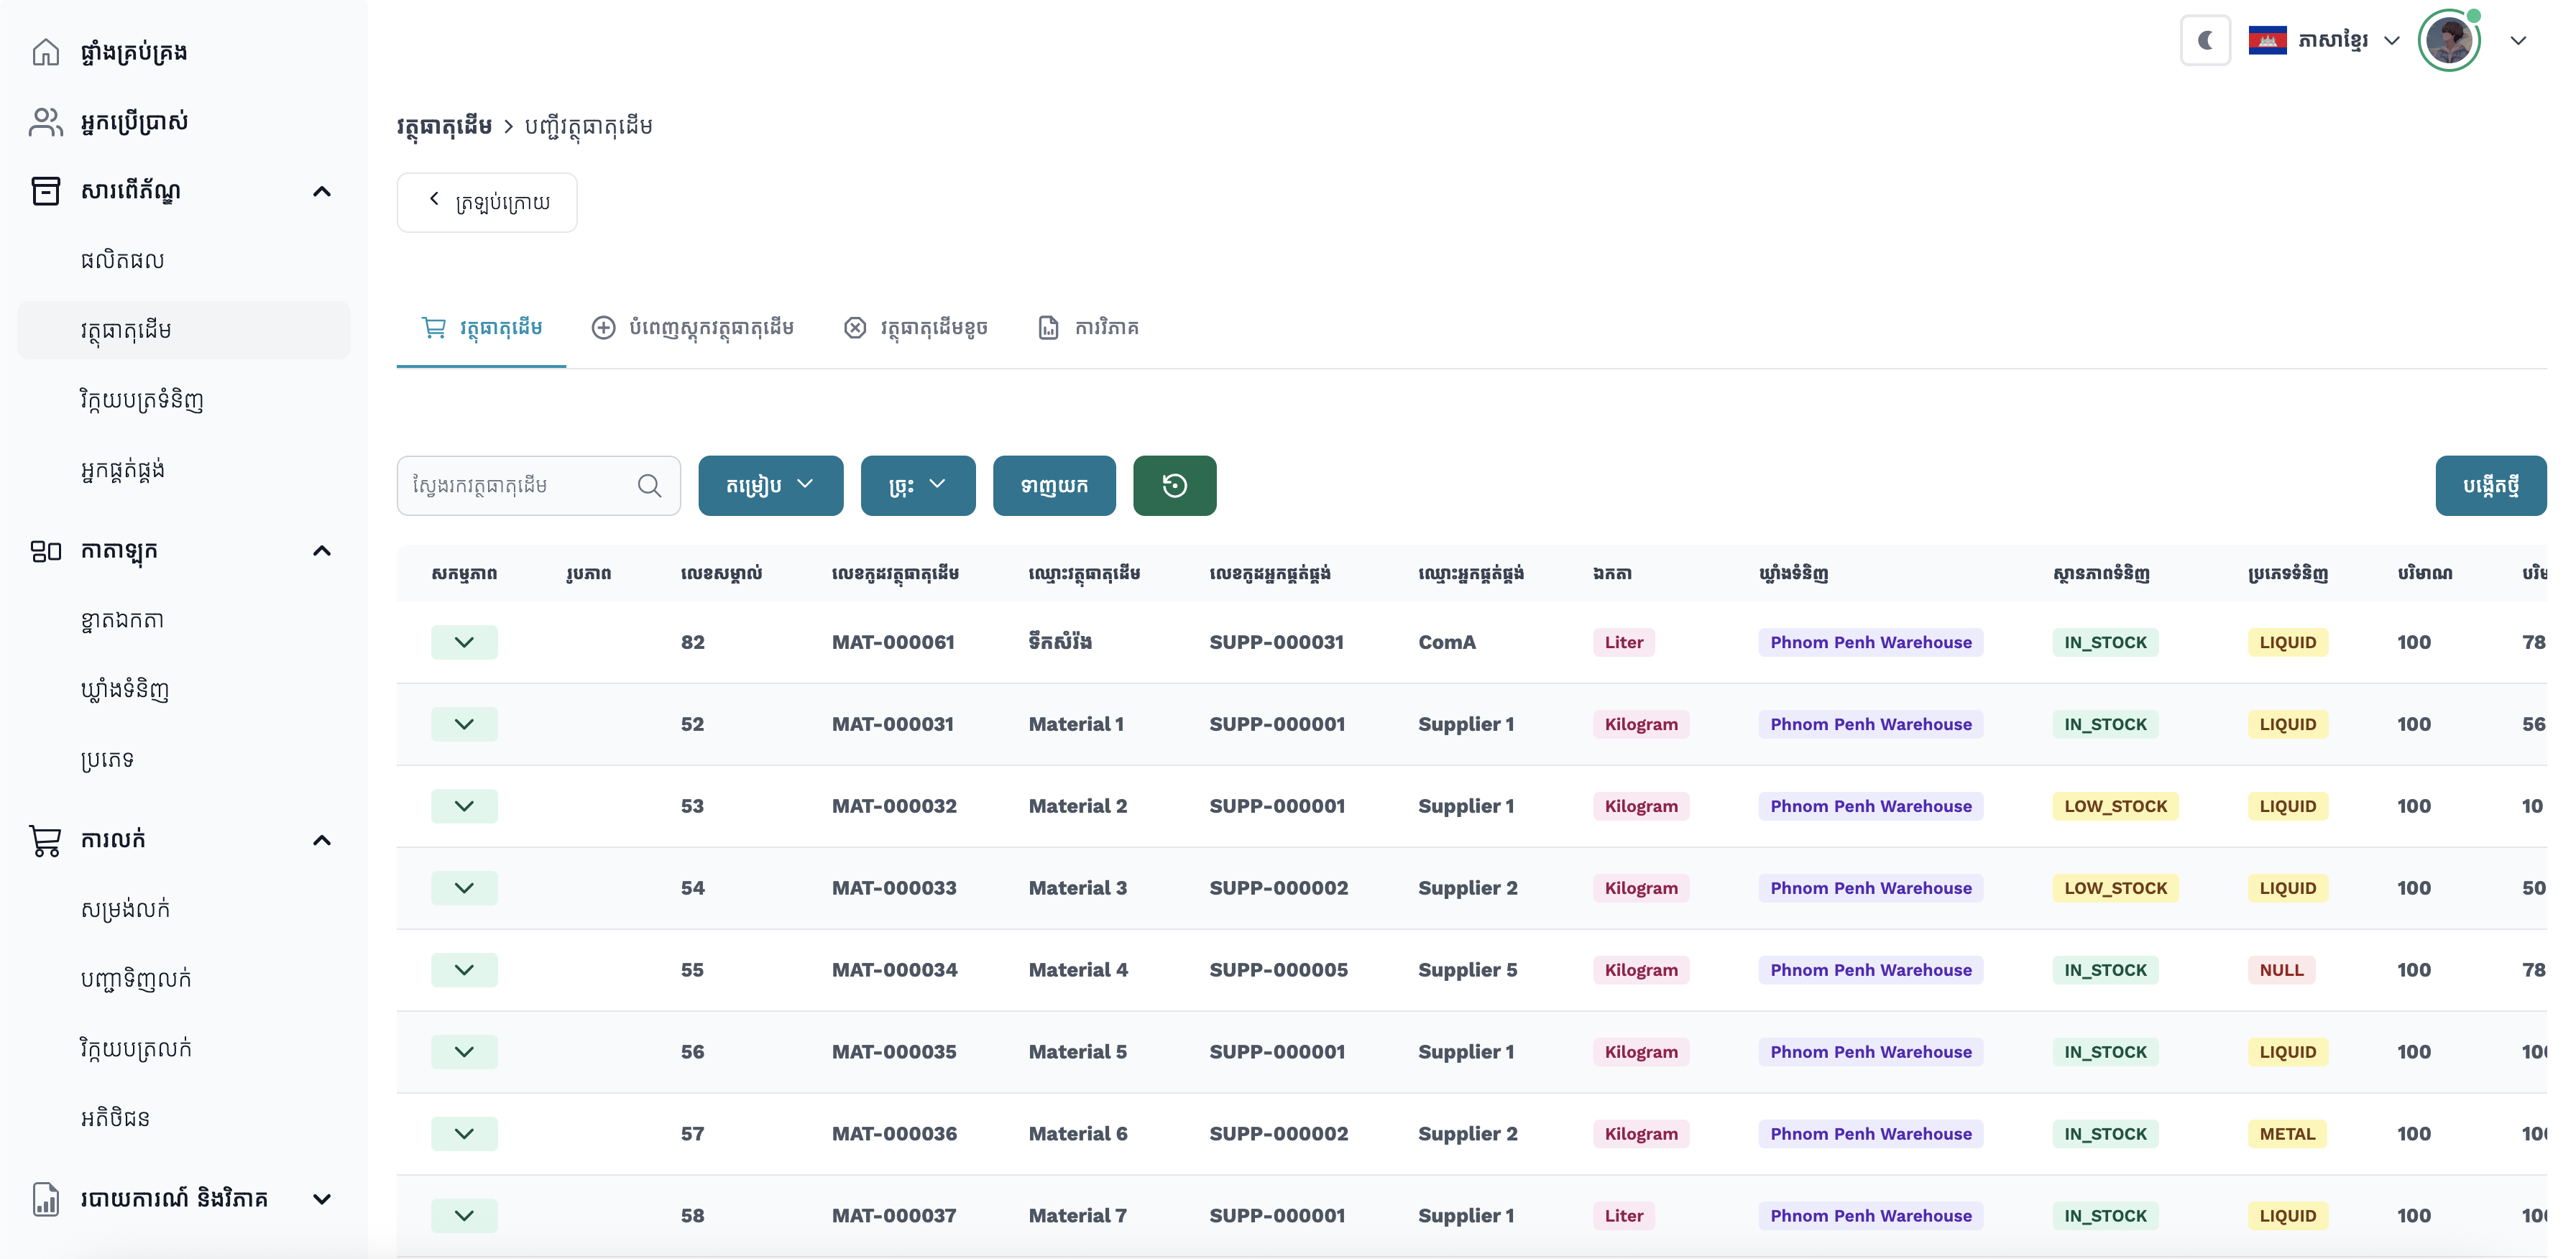 ផ្ទាំងគ្រប់គ្រង
អ្នកប្រើប្រាស់
សារពើភ័ណ្ឌ
ផលិតផល
វត្ថុធាតុដើម
វិក្កយបត្រទំនិញ
អ្នកផ្គត់ផ្គង់
កាតាឡុក
ខ្នាតឯកតា
ឃ្លាំងទំនិញ
ប្រភេទ
ការលក់
សម្រង់លក់
បញ្ជាទិញលក់
វិក្កយបត្រលក់
អតិថិជន
របាយការណ៍ និងវិភាគ
ភាសាខ្មែរ
វត្ថុធាតុដើម > បញ្ជីវត្ថុធាតុដើម
ត្រឡប់ក្រោយ
វត្ថុធាតុដើម បំពេញស្តុកវត្ថុធាតុដើម វត្ថុធាតុដើមខូច ការវិភាគ
ស្វែងរកវត្ថុធាតុដើម តម្រៀប ច្រុះ ទាញយក បង្កើតថ្មី
សកម្មភាព រូបភាព លេខសម្គាល់ លេខកូដវត្ថុធាតុដើម ឈ្មោះវត្ថុធាតុដើម លេខកូដអ្នកផ្គត់ផ្គង់ ឈ្មោះអ្នកផ្គត់ផ្គង់ ឯកតា ឃ្លាំងទំនិញ ស្ថានភាពទំនិញ ប្រភេទទំនិញ បរិមាណ
82 MAT-000061 ទឹកសំរ៉ង SUPP-000031 ComA Liter Phnom Penh Warehouse IN_STOCK LIQUID 100 78
52 MAT-000031 Material 1 SUPP-000001 Supplier 1 Kilogram Phnom Penh Warehouse IN_STOCK LIQUID 100 56
53 MAT-000032 Material 2 SUPP-000001 Supplier 1 Kilogram Phnom Penh Warehouse LOW_STOCK LIQUID 100 10
54 MAT-000033 Material 3 SUPP-000002 Supplier 2 Kilogram Phnom Penh Warehouse LOW_STOCK LIQUID 100 50
55 MAT-000034 Material 4 SUPP-000005 Supplier 5 Kilogram Phnom Penh Warehouse IN_STOCK NULL 100 78
56 MAT-000035 Material 5 SUPP-000001 Supplier 1 Kilogram Phnom Penh Warehouse IN_STOCK LIQUID 100 100
57 MAT-000036 Material 6 SUPP-000002 Supplier 2 Kilogram Phnom Penh Warehouse IN_STOCK METAL 100 100
58 MAT-000037 Material 7 SUPP-000001 Supplier 1 Liter Phnom Penh Warehouse IN_STOCK LIQUID 100 100